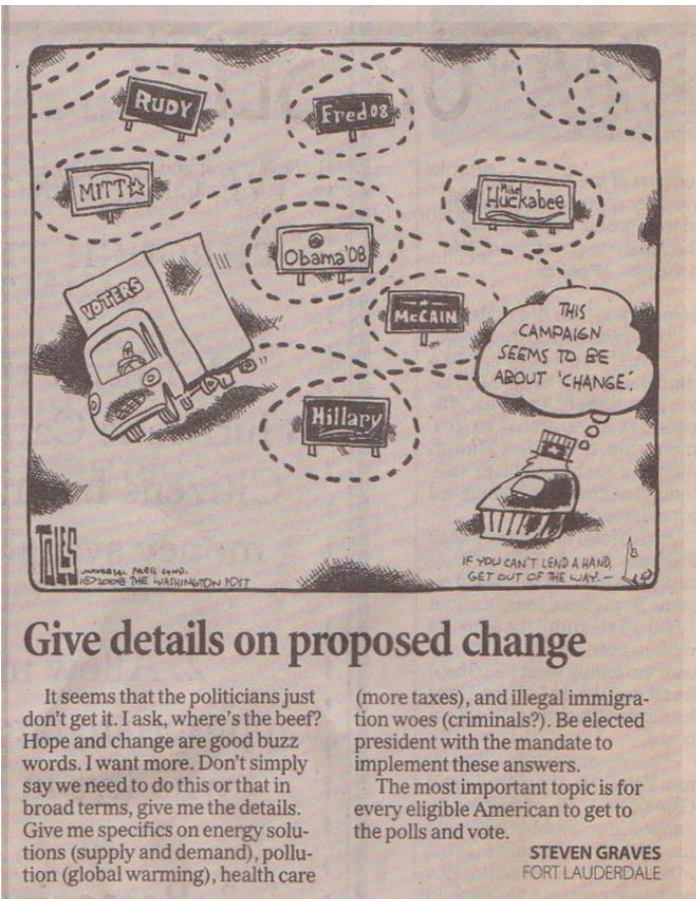 RUDY
Fred08
MITT
Mike
Huckabee
Obama'08
VOTERS
McCAIN
THIS
CAMPAIGN
SEEMS TO BE
ABOUT 'CHANGE'.
Hillary
TOLES
UNIVERSAL PRESS SYND.
©2008 THE WASHINGTON POST
IF YOU CAN'T LEND A HAND,
GET OUT OF THE WAY. —
Give details on proposed change
It seems that the politicians just
don't get it. I ask, where's the beef?
Hope and change are good buzz
words. I want more. Don't simply
say we need to do this or that in
broad terms, give me the details.
Give me specifics on energy solu-
tions (supply and demand), pollu-
tion (global warming), health care
(more taxes), and illegal immigra-
tion woes (criminals?). Be elected
president with the mandate to
implement these answers.
The most important topic is for
every eligible American to get to
the polls and vote.
STEVEN GRAVES
FORT LAUDERDALE